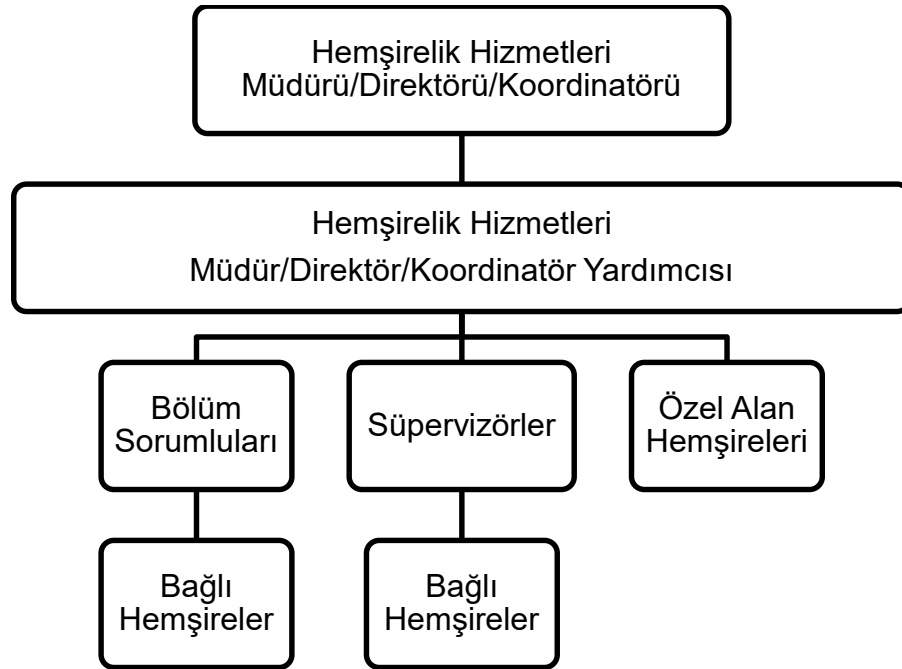 Hemşirelik Hizmetleri
Müdürü/Direktörü/Koordinatörü
Hemşirelik Hizmetleri
Müdür/Direktör/Koordinatör Yardımcısı
Bölüm
Sorumluları
Süpervizörler
Özel Alan
Hemşireleri
Bağlı
Hemşireler
Bağlı
Hemşireler